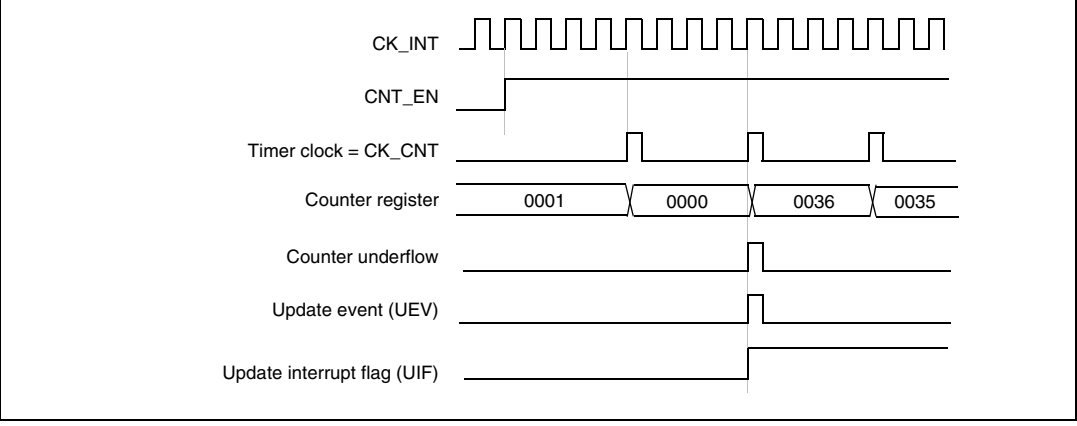 CK_INT
CNT_EN
Timer clock = CK_CNT
Counter register 0001 0000 0036 0035
Counter underflow
Update event (UEV)
Update interrupt flag (UIF)